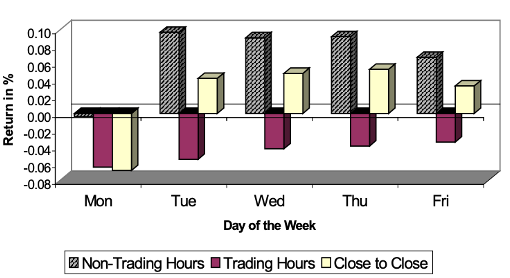 Return in %
0.10
0.08
0.06
0.04
0.02
0.00
-0.02
-0.04
-0.06
-0.08
Mon Tue Wed Thu Fri
Day of the Week
Non-Trading Hours Trading Hours Close to Close